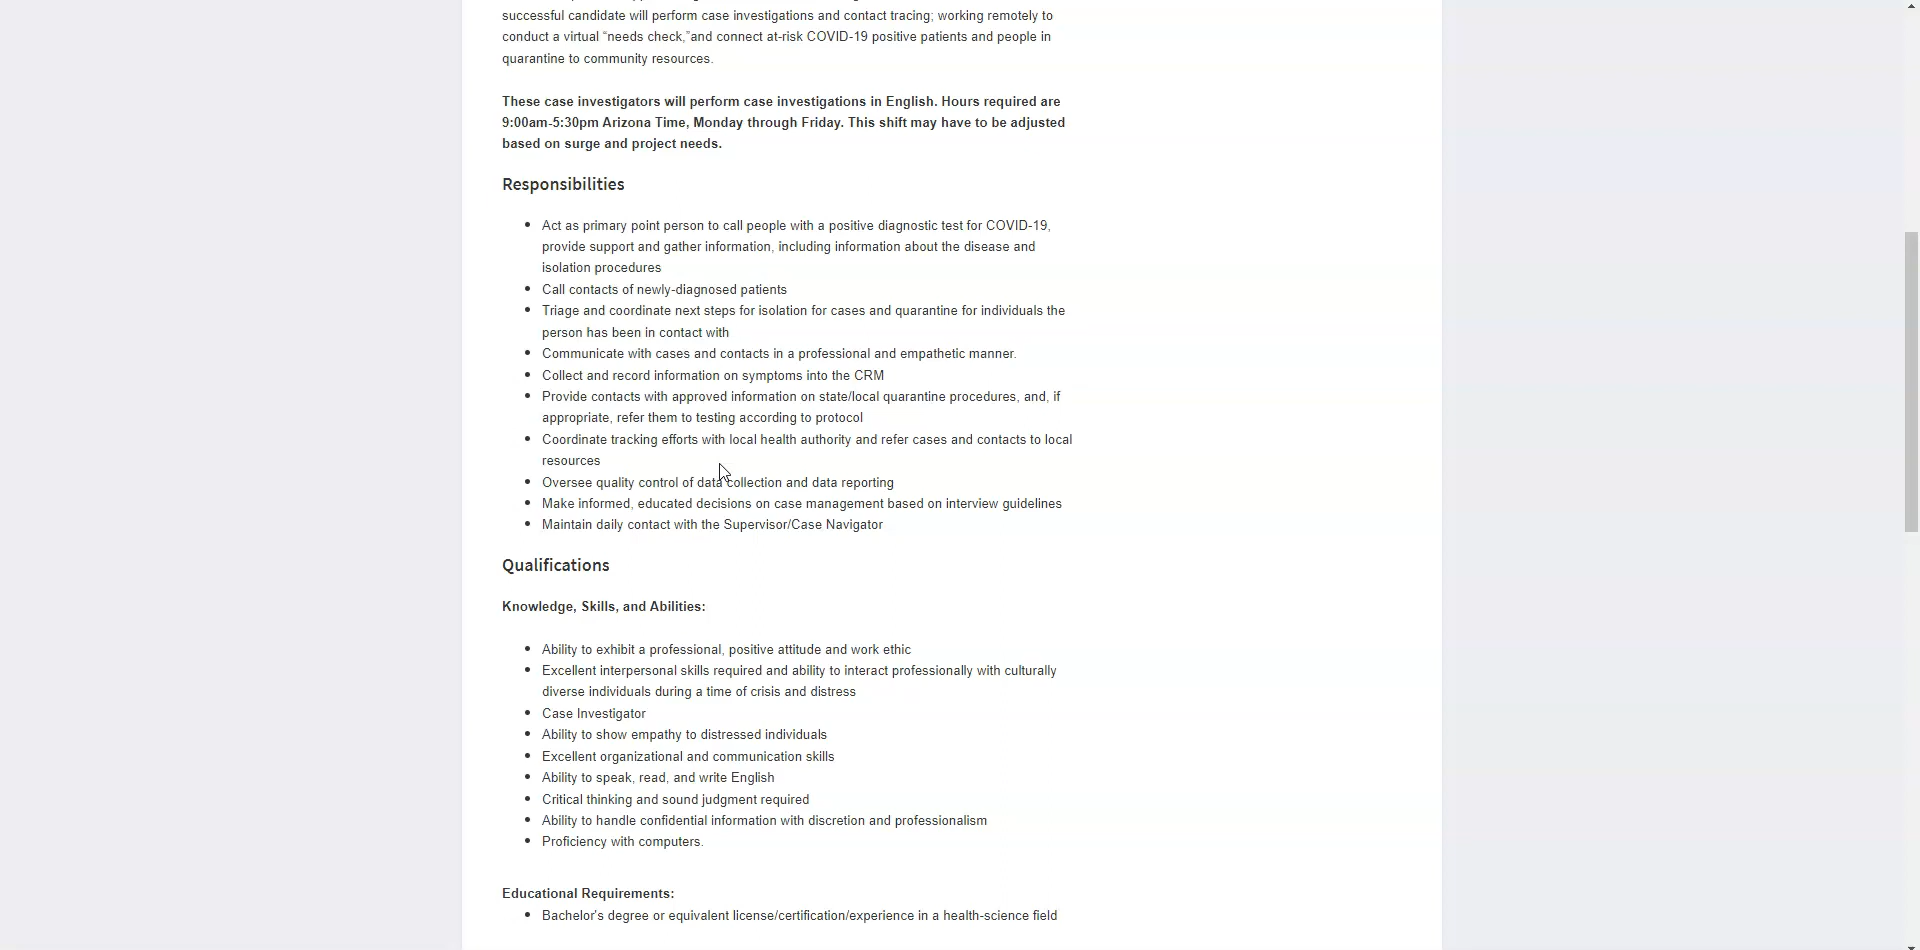 successful candidate will perform case investigations and contact tracing; working remotely to
conduct a virtual “needs check,”and connect at-risk COVID-19 positive patients and people in
quarantine to community resources.
These case investigators will perform case investigations in English. Hours required are
9:00am-5:30pm Arizona Time, Monday through Friday. This shift may have to be adjusted
based on surge and project needs.
Responsibilities
Act as primary point person to call people with a positive diagnostic test for COVID-19,
provide support and gather information, including information about the disease and
isolation procedures
Call contacts of newly-diagnosed patients
Triage and coordinate next steps for isolation for cases and quarantine for individuals the
person has been in contact with
Communicate with cases and contacts in a professional and empathetic manner.
Collect and record information on symptoms into the CRM
Provide contacts with approved information on state/local quarantine procedures, and, if
appropriate, refer them to testing according to protocol
Coordinate tracking efforts with local health authority and refer cases and contacts to local
resources
Oversee quality control of data collection and data reporting
Make informed, educated decisions on case management based on interview guidelines
Maintain daily contact with the Supervisor/Case Navigator
Qualifications
Knowledge, Skills, and Abilities:
Ability to exhibit a professional, positive attitude and work ethic
Excellent interpersonal skills required and ability to interact professionally with culturally
diverse individuals during a time of crisis and distress
Case Investigator
Ability to show empathy to distressed individuals
Excellent organizational and communication skills
Ability to speak, read, and write English
Critical thinking and sound judgment required
Ability to handle confidential information with discretion and professionalism
Proficiency with computers.
Educational Requirements:
Bachelor's degree or equivalent license/certification/experience in a health-science field